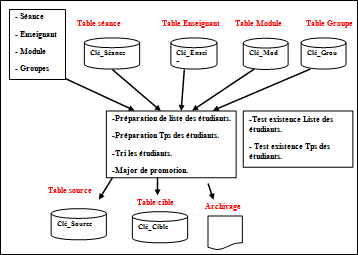 - Séance
- Enseignant
- Module
- Groupes
Table séance
Table Enseignant
Table Module
Table Groupe
Clé_Séance
Clé_Ensei
-
Clé_Mod
Clé_Grou
-Préparation de liste des étudiants.
-Préparation Tps des étudiants.
-Tri les étudiants.
-Major de promotion.
-Test existence Liste des
étudiants.
- Test existence Tps des
étudiants.
Table source
Table cible
Archivage
Clé_Source
Clé_Cible